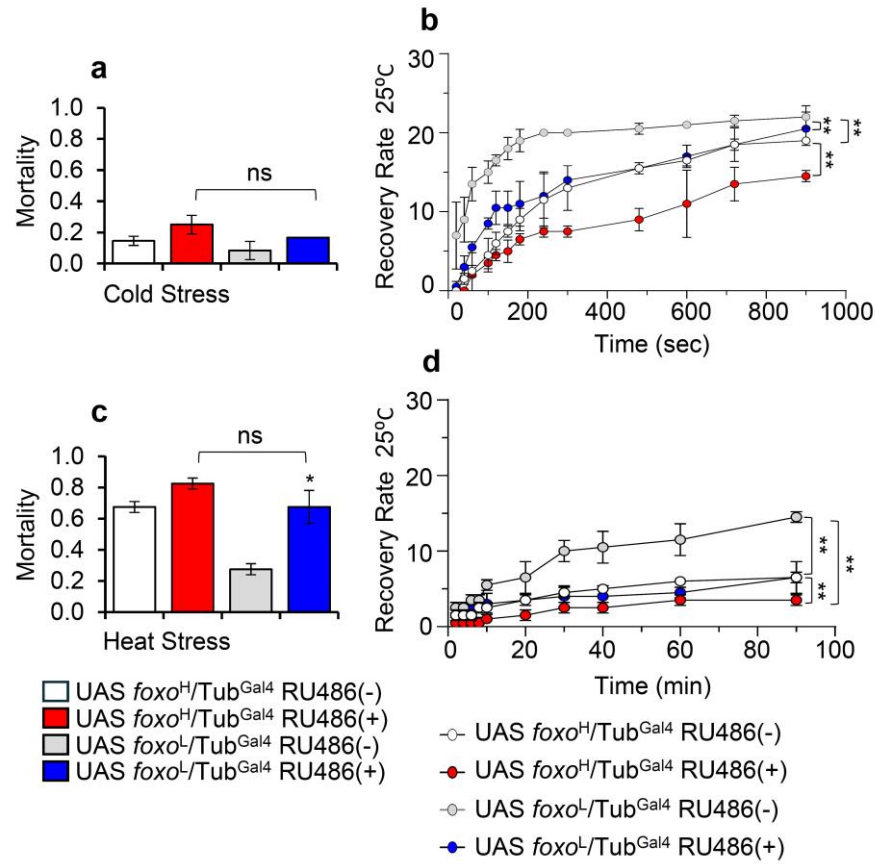 a
1.0
0.8
0.6
0.4
0.2
0.0
Mortality
ns
Cold Stress
b
30
20
10
0
Recovery Rate 25ºC
0 200 400 600 800 1000
Time (sec)
**
**
**
c
1.0
0.8
0.6
0.4
0.2
0.0
Mortality
ns
*
Heat Stress
UAS foxoᴴ/Tubᴳᵃˡ⁴ RU486(-)
UAS foxoᴴ/Tubᴳᵃˡ⁴ RU486(+)
UAS foxoᴸ/Tubᴳᵃˡ⁴ RU486(-)
UAS foxoᴸ/Tubᴳᵃˡ⁴ RU486(+)
d
30
20
10
0
Recovery Rate 25ºC
0 20 40 60 80 100
Time (min)
**
**
**
UAS foxoᴴ/Tubᴳᵃˡ⁴ RU486(-)
UAS foxoᴴ/Tubᴳᵃˡ⁴ RU486(+)
UAS foxoᴸ/Tubᴳᵃˡ⁴ RU486(-)
UAS foxoᴸ/Tubᴳᵃˡ⁴ RU486(+)